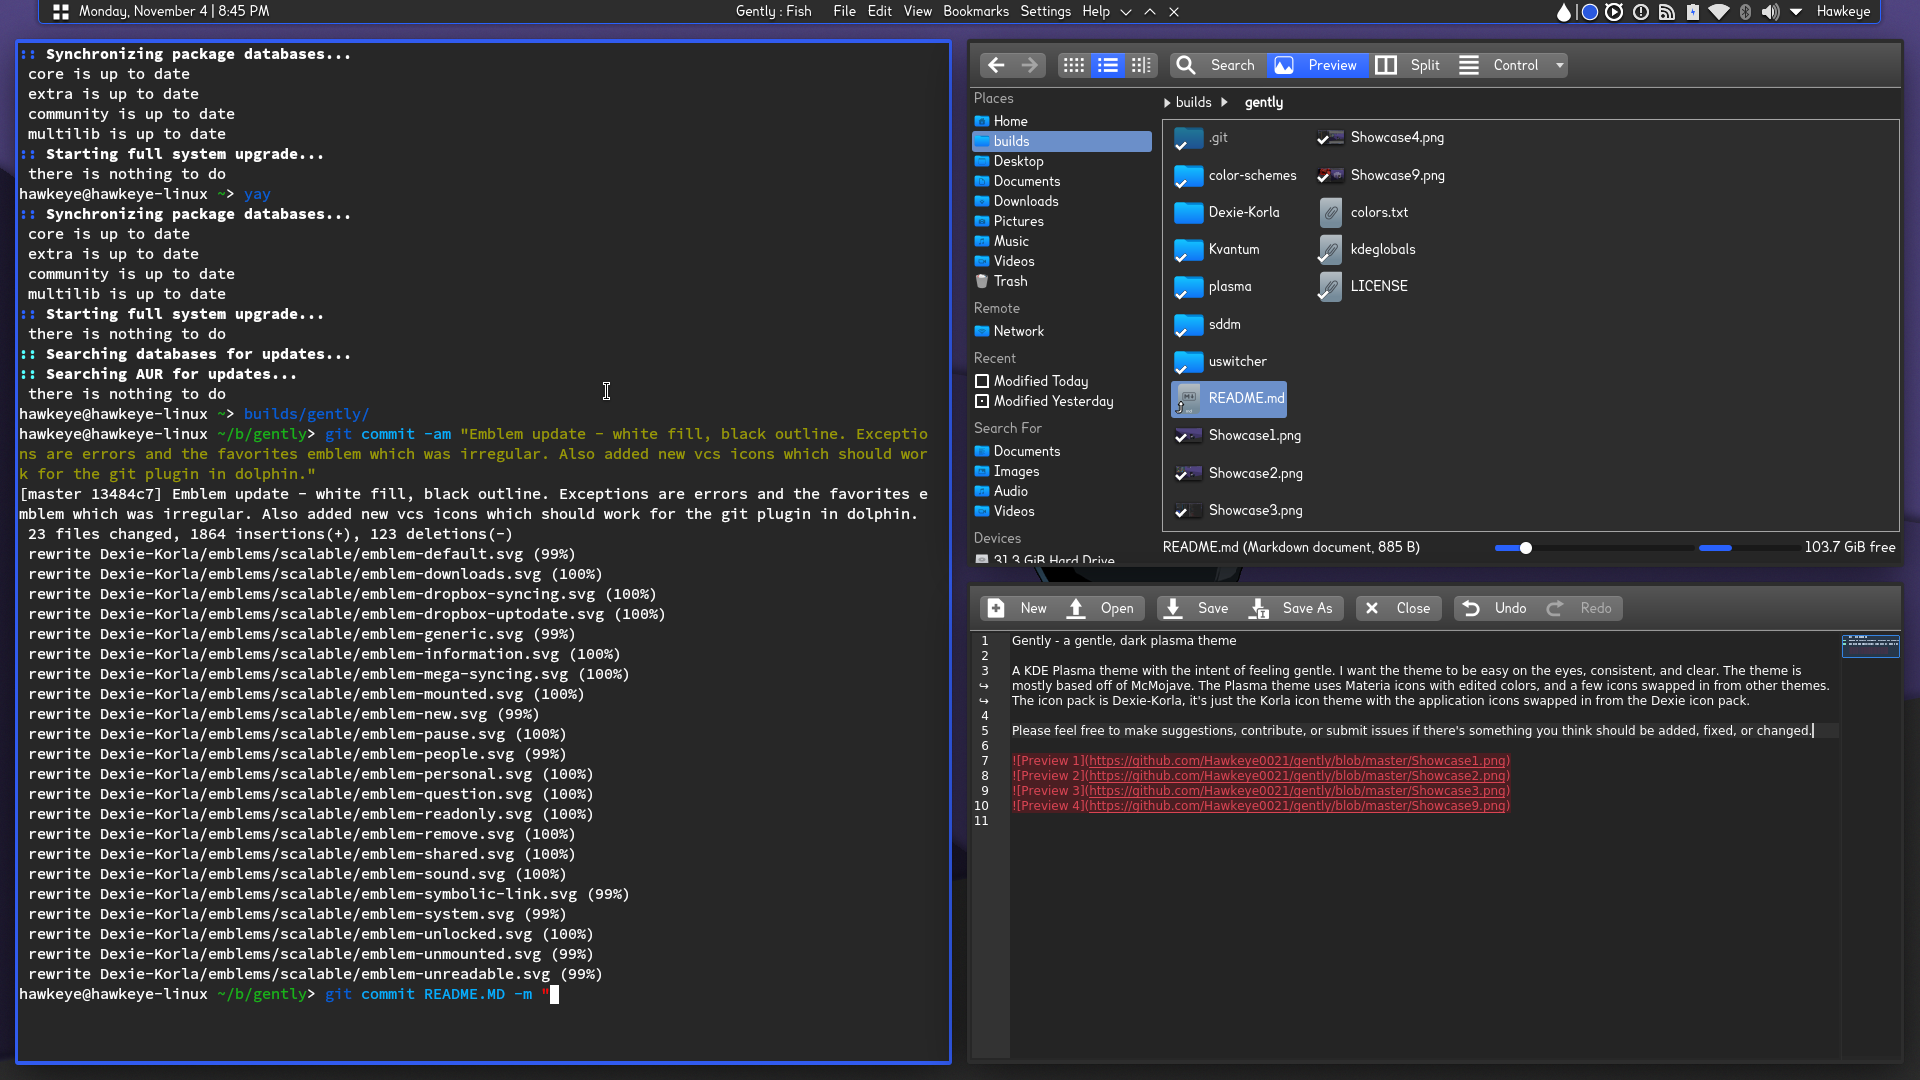 Monday, November 4 | 8:45 PM
Gently : Fish
File Edit View Bookmarks Settings Help
Hawkeye
:: Synchronizing package databases...
core is up to date
extra is up to date
community is up to date
multilib is up to date
:: Starting full system upgrade...
there is nothing to do
hawkeye@hawkeye-linux ~> yay
:: Synchronizing package databases...
core is up to date
extra is up to date
community is up to date
multilib is up to date
:: Starting full system upgrade...
there is nothing to do
:: Searching databases for updates...
:: Searching AUR for updates...
there is nothing to do
hawkeye@hawkeye-linux ~> builds/gently/
hawkeye@hawkeye-linux ~/b/gently> git commit -am "Emblem update - white fill, black outline. Exceptio
ns are errors and the favorites emblem which was irregular. Also added new vcs icons which should wor
k for the git plugin in dolphin."
[master 13484c7] Emblem update - white fill, black outline. Exceptions are errors and the favorites e
mblem which was irregular. Also added new vcs icons which should work for the git plugin in dolphin.
23 files changed, 1864 insertions(+), 123 deletions(-)
rewrite Dexie-Korla/emblems/scalable/emblem-default.svg (99%)
rewrite Dexie-Korla/emblems/scalable/emblem-downloads.svg (100%)
rewrite Dexie-Korla/emblems/scalable/emblem-dropbox-syncing.svg (100%)
rewrite Dexie-Korla/emblems/scalable/emblem-dropbox-uptodate.svg (100%)
rewrite Dexie-Korla/emblems/scalable/emblem-generic.svg (99%)
rewrite Dexie-Korla/emblems/scalable/emblem-information.svg (100%)
rewrite Dexie-Korla/emblems/scalable/emblem-mega-syncing.svg (100%)
rewrite Dexie-Korla/emblems/scalable/emblem-mounted.svg (100%)
rewrite Dexie-Korla/emblems/scalable/emblem-new.svg (99%)
rewrite Dexie-Korla/emblems/scalable/emblem-pause.svg (100%)
rewrite Dexie-Korla/emblems/scalable/emblem-people.svg (99%)
rewrite Dexie-Korla/emblems/scalable/emblem-personal.svg (100%)
rewrite Dexie-Korla/emblems/scalable/emblem-question.svg (100%)
rewrite Dexie-Korla/emblems/scalable/emblem-readonly.svg (100%)
rewrite Dexie-Korla/emblems/scalable/emblem-remove.svg (100%)
rewrite Dexie-Korla/emblems/scalable/emblem-shared.svg (100%)
rewrite Dexie-Korla/emblems/scalable/emblem-sound.svg (100%)
rewrite Dexie-Korla/emblems/scalable/emblem-symbolic-link.svg (99%)
rewrite Dexie-Korla/emblems/scalable/emblem-system.svg (99%)
rewrite Dexie-Korla/emblems/scalable/emblem-unlocked.svg (100%)
rewrite Dexie-Korla/emblems/scalable/emblem-unmounted.svg (99%)
rewrite Dexie-Korla/emblems/scalable/emblem-unreadable.svg (99%)
hawkeye@hawkeye-linux ~/b/gently> git commit README.MD -m "
Search Preview Split Control
Places
Home
builds
Desktop
Documents
Downloads
Pictures
Music
Videos
Trash
Remote
Network
Recent
Modified Today
Modified Yesterday
Search For
Documents
Images
Audio
Videos
Devices
31.3 GiB Hard Drive
builds gently
.git
color-schemes
Dexie-Korla
Kvantum
plasma
sddm
uswitcher
README.md
Showcase1.png
Showcase2.png
Showcase3.png
Showcase4.png
Showcase9.png
colors.txt
kdeglobals
LICENSE
README.md (Markdown document, 885 B)
103.7 GiB free
New Open Save Save As Close Undo Redo
1 Gently - a gentle, dark plasma theme
2
3 A KDE Plasma theme with the intent of feeling gentle. I want the theme to be easy on the eyes, consistent, and clear. The theme is
↪ mostly based off of McMojave. The Plasma theme uses Materia icons with edited colors, and a few icons swapped in from other themes.
↪ The icon pack is Dexie-Korla, it's just the Korla icon theme with the application icons swapped in from the Dexie icon pack.
4
5 Please feel free to make suggestions, contribute, or submit issues if there's something you think should be added, fixed, or changed.
6
7 ![Preview 1](https://github.com/Hawkeye0021/gently/blob/master/Showcase1.png)
8 ![Preview 2](https://github.com/Hawkeye0021/gently/blob/master/Showcase2.png)
9 ![Preview 3](https://github.com/Hawkeye0021/gently/blob/master/Showcase3.png)
10 ![Preview 4](https://github.com/Hawkeye0021/gently/blob/master/Showcase9.png)
11